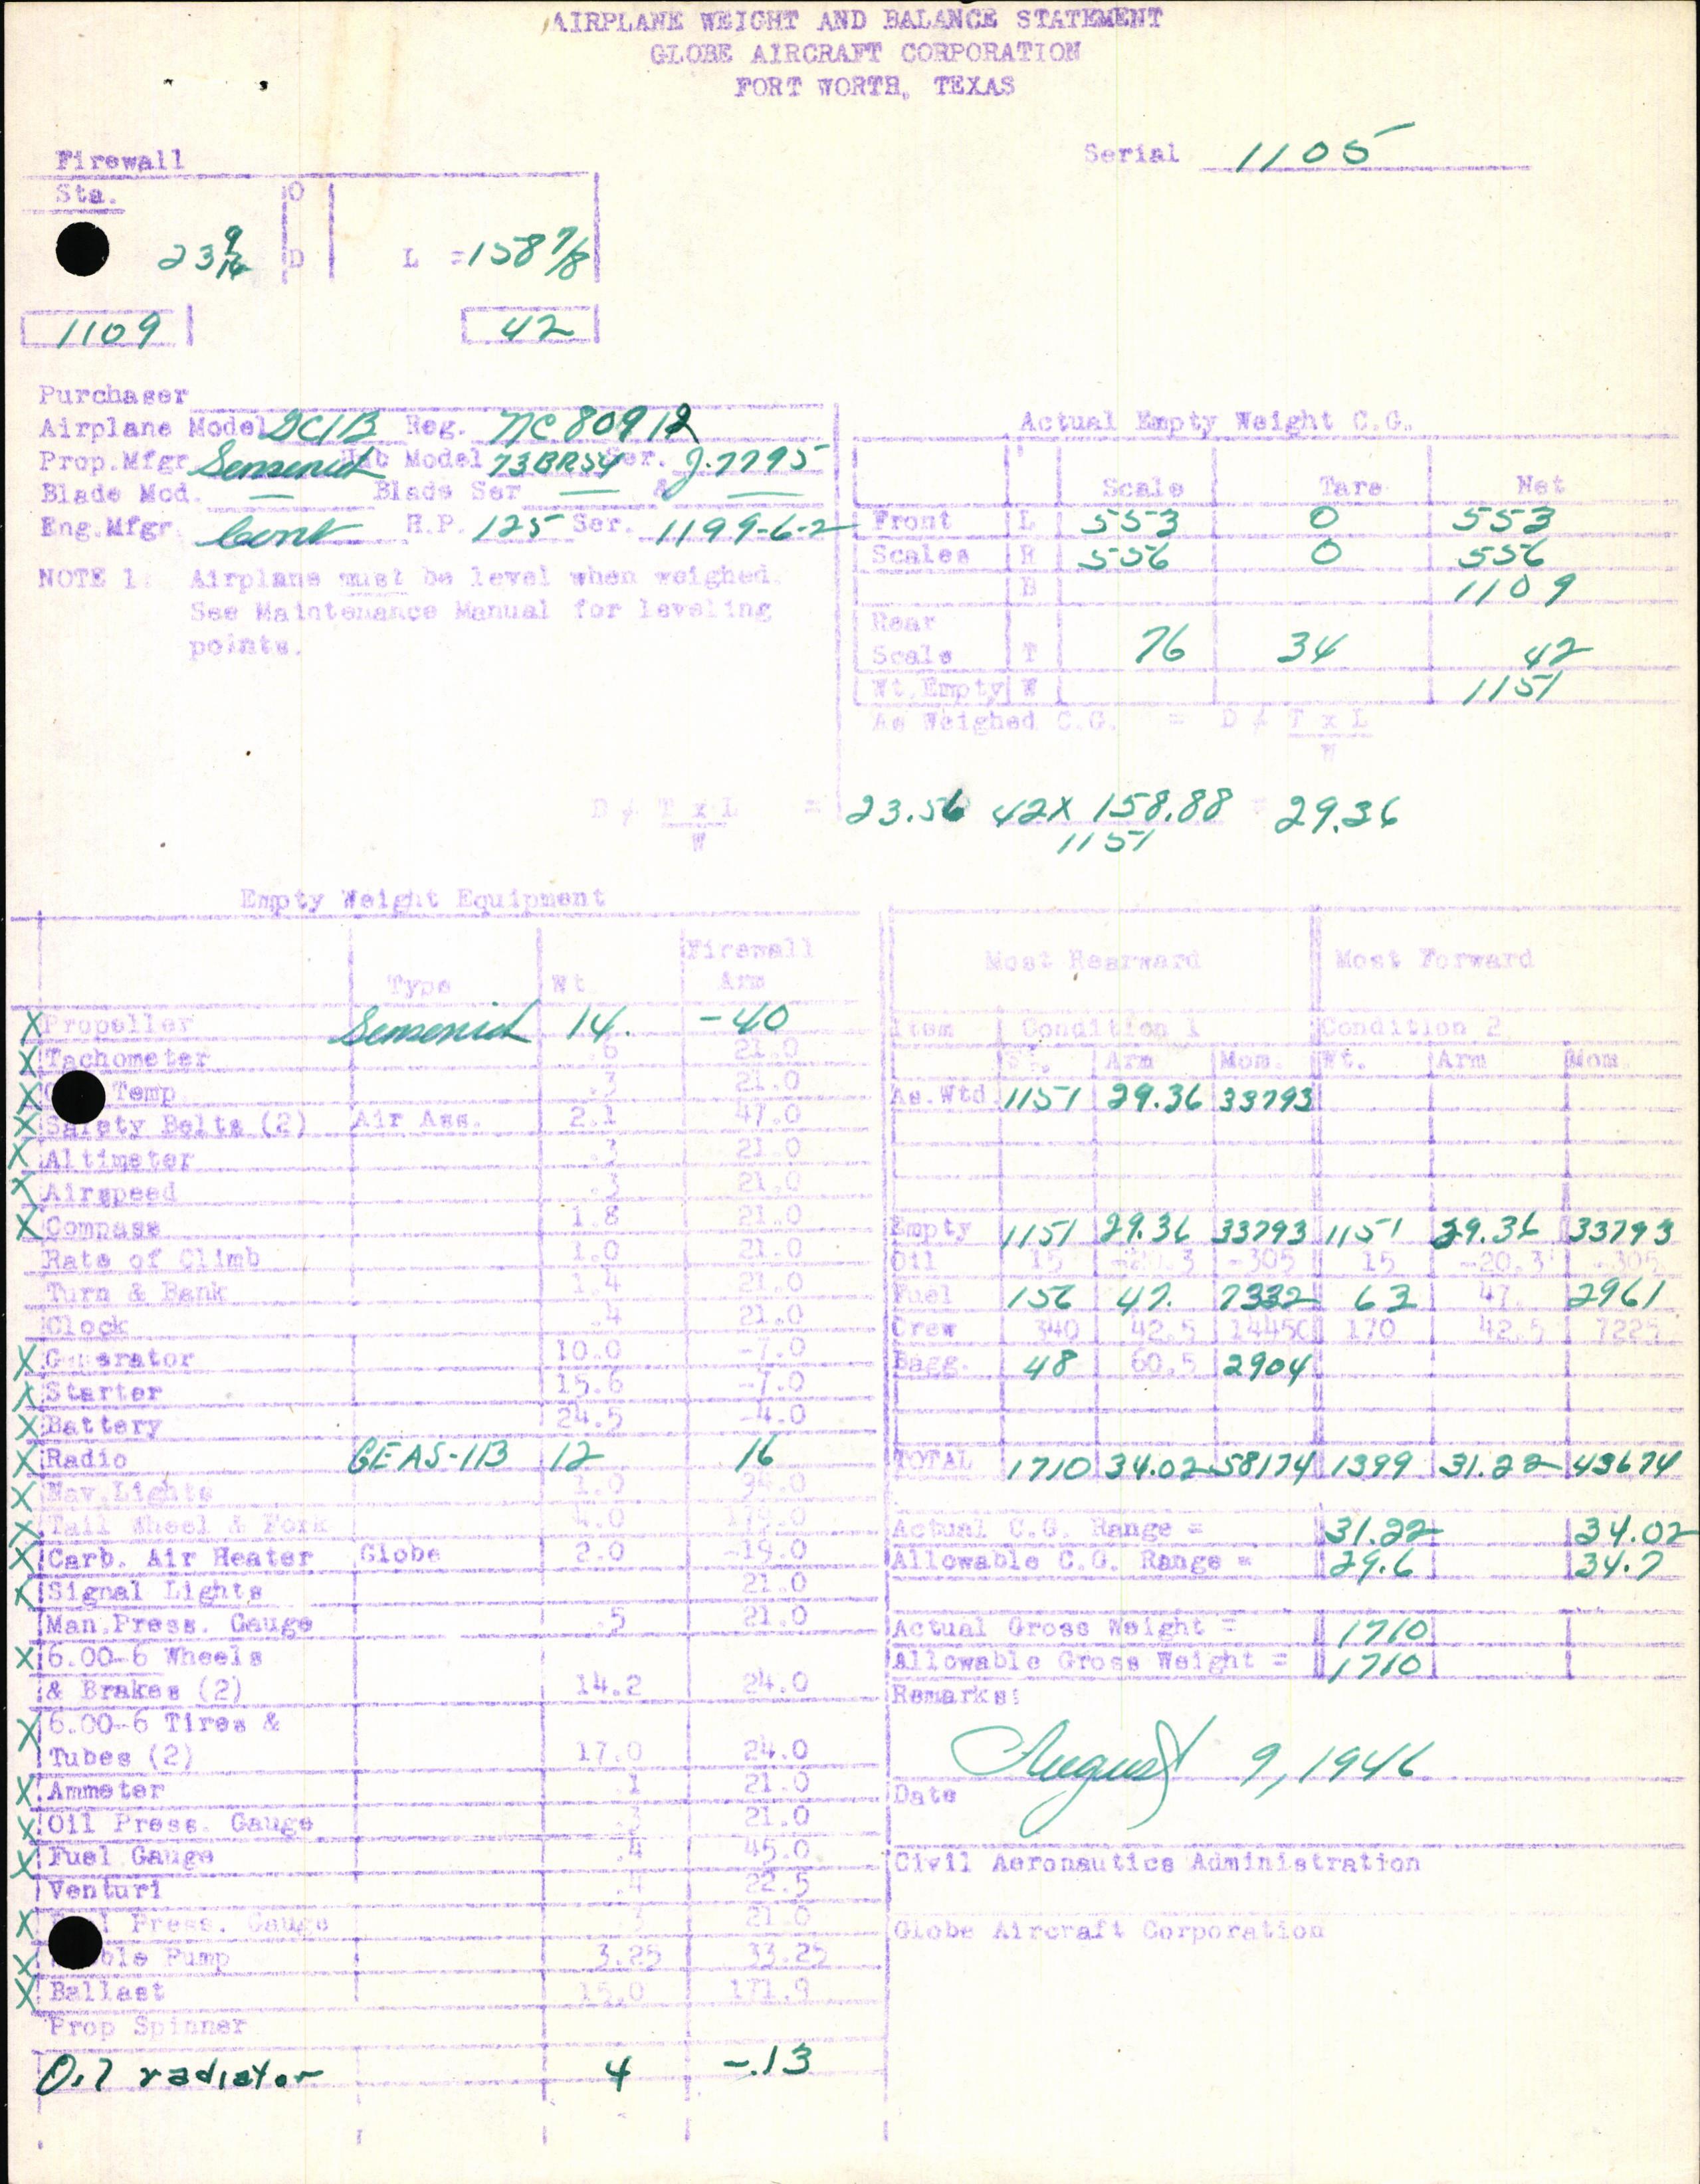 AIRPLANE WEIGHT AND BALANCE STATEMENT
GLOBE AIRCRAFT CORPORATION
FORT WORTH, TEXAS
Serial 1105
Firewall
Sta. O
23 9/16 D L = 158 7/8
1109 42
Purchaser
Airplane Model GC1B Reg. NC 80912
Prop.Mfgr Sensenich Hub Model 73BR54 Ser. J.7795
Blade Mod. — Blade Ser — & —
Eng.Mfgr. Cont H.P. 125 Ser. 1199-6-2
NOTE 1. Airplane must be level when weighed.
See Maintenance Manual for leveling
points.
Actual Empty Weight C.G.
Scale Tare Net
Front L 553 0 553
Scales R 556 0 556
B 1109
Rear
Scale T 76 34 42
Wt.Empty W 1151
As Weighed C.G. = D ≠ T x L
W
D ≠ T x L = 23.56 42 X 158.88 = 29.36
W 1151
Empty Weight Equipment
Type Wt. Firewall Arm
Propeller Sensenich 14. -40
X Tachometer .6 21.0
X Temp .3 21.0
X Safety Belts (2) Air Ass. 2.1 47.0
X Altimeter .3 21.0
X Airspeed .3 21.0
X Compass 1.8 21.0
Rate of Climb 1.0 21.0
Turn & Bank 1.4 21.0
Clock .4 21.0
X Generator 10.0 -7.0
X Starter 15.6 -7.0
X Battery 24.5 -4.0
X Radio GE AS-11B 12 16
X Nav.Lights 1.0
X Tail Wheel & Fork 4.0
X Carb. Air Heater Globe 2.0 -19.0
X Signal Lights 21.0
Man.Press. Gauge .5 21.0
X 6.00-6 Wheels
& Brakes (2) 14.2 24.0
X 6.00-6 Tires &
Tubes (2) 17.0 24.0
X Ammeter .1 21.0
X Oil Press. Gauge .3 21.0
X Fuel Gauge .4 45.0
Venturi .4 22.5
X Press. Gauge 21.0
X Pump 3.25 33.25
X Ballast 15.0 171.9
Prop Spinner
Oil radiator 4 -.13
Most Rearward Most Forward
Item Condition 1 Condition 2
Wt. Arm Mom. Wt. Arm Mom.
As.Wtd 1151 29.36 33793
Empty 1151 29.36 33793 1151 29.36 33793
Oil 15 -20.3 -305 15 -20.3 -305
Fuel 156 47. 7332 63 47. 2961
Crew 340 42.5 14450 170 42.5 7225
Bagg. 48 60.5 2904
TOTAL 1710 34.02 58174 1399 31.22 43674
Actual C.G. Range = 31.22 34.02
Allowable C.G. Range = 29.6 34.7
Actual Gross Weight = 1710
Allowable Gross Weight = 1710
Remarks:
August 9, 1946
Date
Civil Aeronautics Administration
Globe Aircraft Corporation